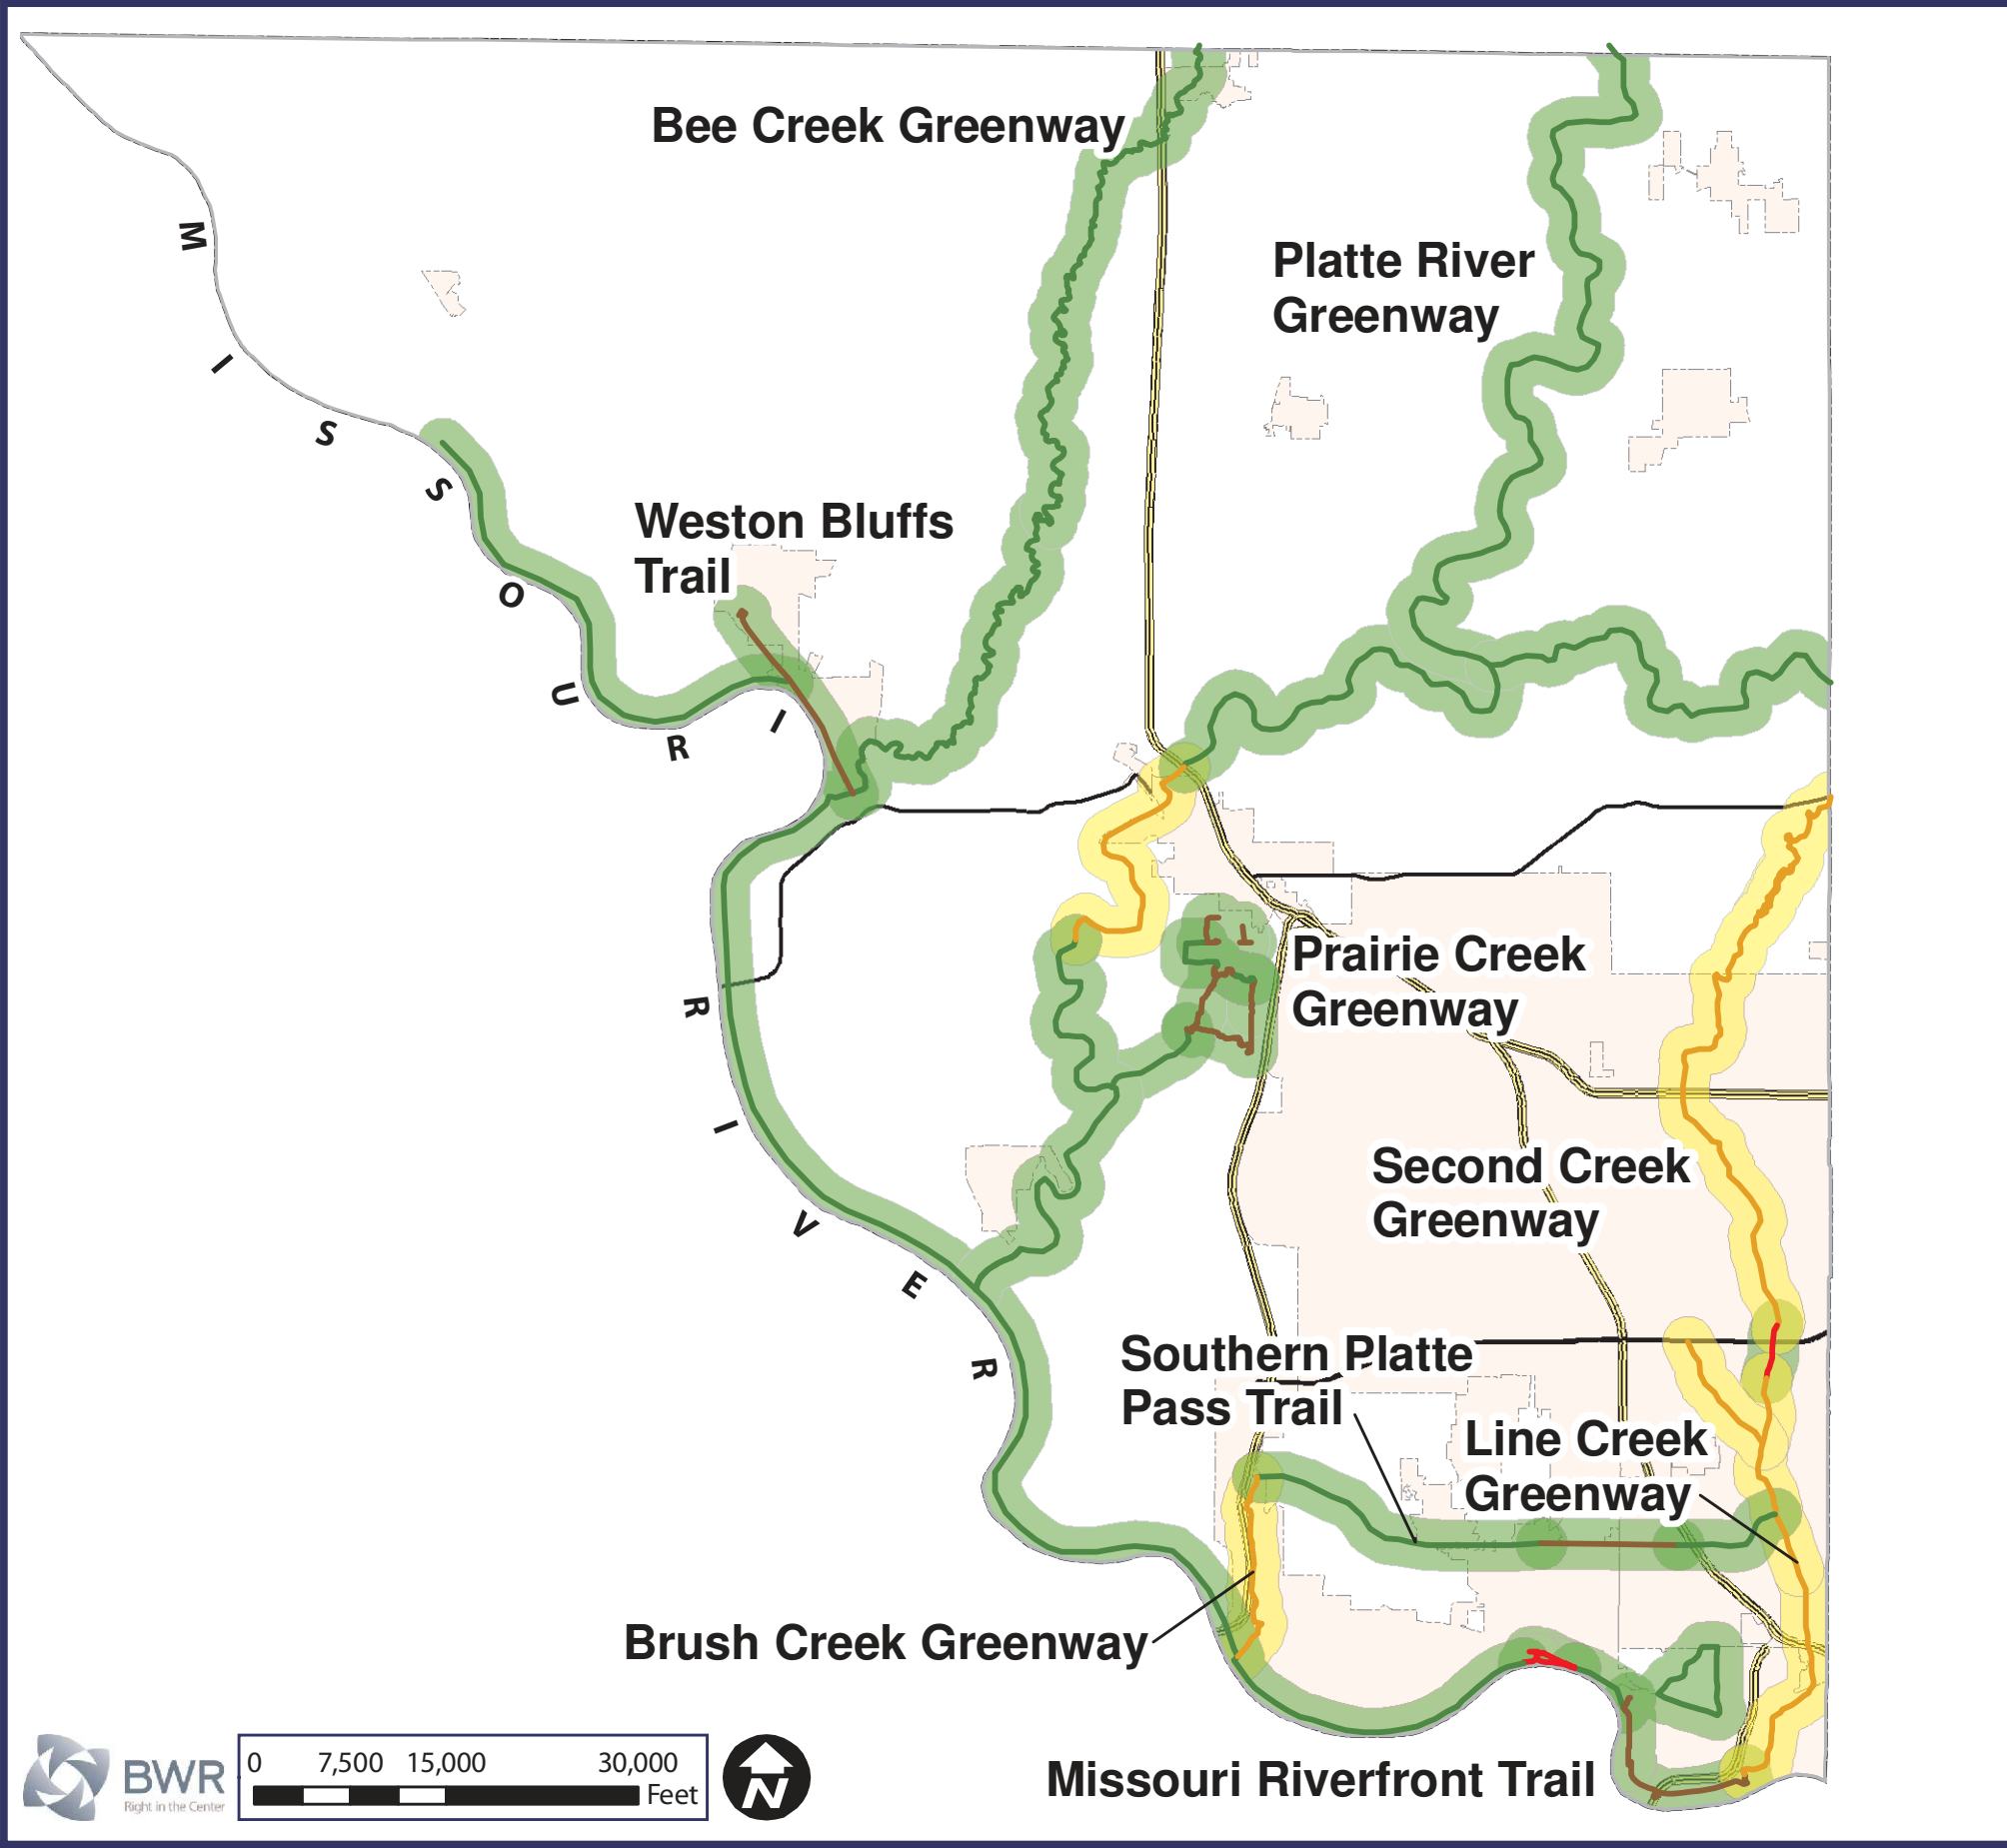 Bee Creek Greenway
Platte River
Greenway
Weston Bluffs
Trail
MISSOURI RIVER
Prairie Creek
Greenway
Second Creek
Greenway
Southern Platte
Pass Trail
Line Creek
Greenway
Brush Creek Greenway
Missouri Riverfront Trail
BWR
Right in the Center
0 7,500 15,000 30,000
Feet
N